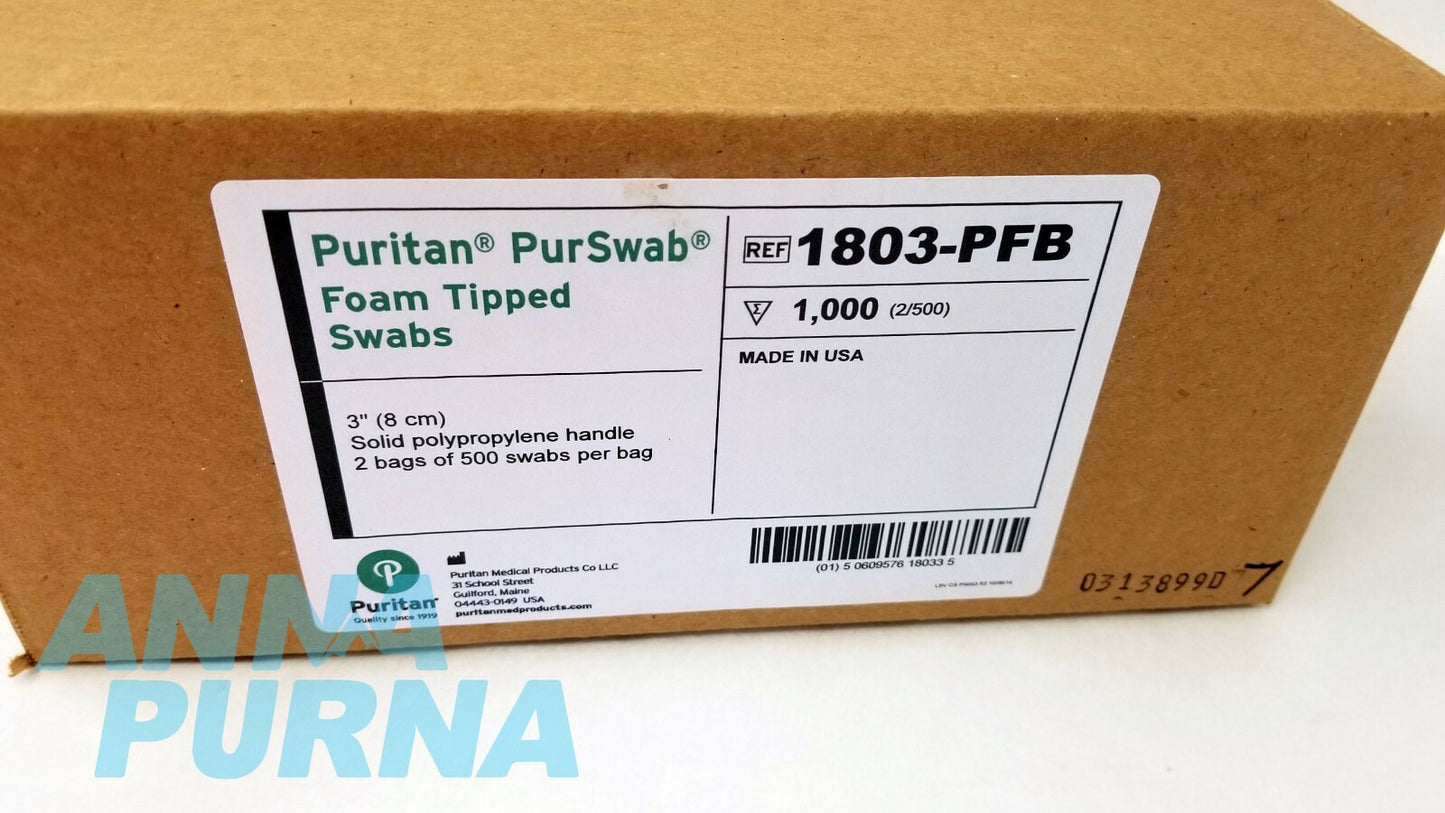 Puritan® PurSwab®
Foam Tipped
Swabs
3" (8 cm)
Solid polypropylene handle
2 bags of 500 swabs per bag
REF 1803-PFB
Σ 1,000 (2/500)
MADE IN USA
Puritan
Quality since 1919
Puritan Medical Products Co LLC
31 School Street
Guilford, Maine
04443-0149 USA
puritanmedproducts.com
(01) 5 0609576 18033 5
0313899D 7
ANNA
PURNA